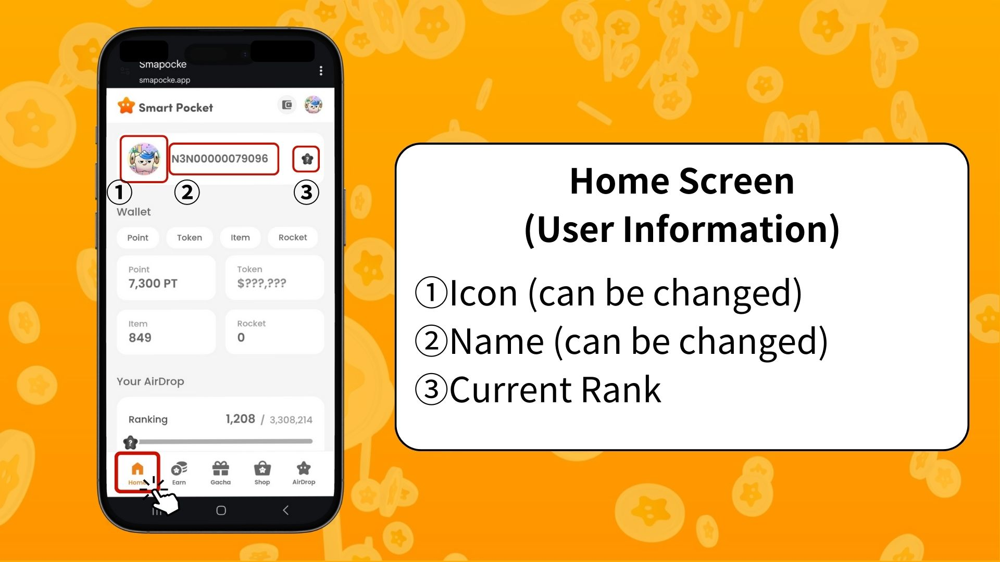 Smapocke
smapocke.app
Smart Pocket
N3N00000079096
?
① ② ③
Wallet
Point Token Item Rocket
Point
7,300 PT
Token
$???,???
Item
849
Rocket
0
Your AirDrop
Ranking 1,208 / 3,308,214
?
Home Earn Gacha Shop AirDrop
Home Screen
(User Information)
①Icon (can be changed)
②Name (can be changed)
③Current Rank